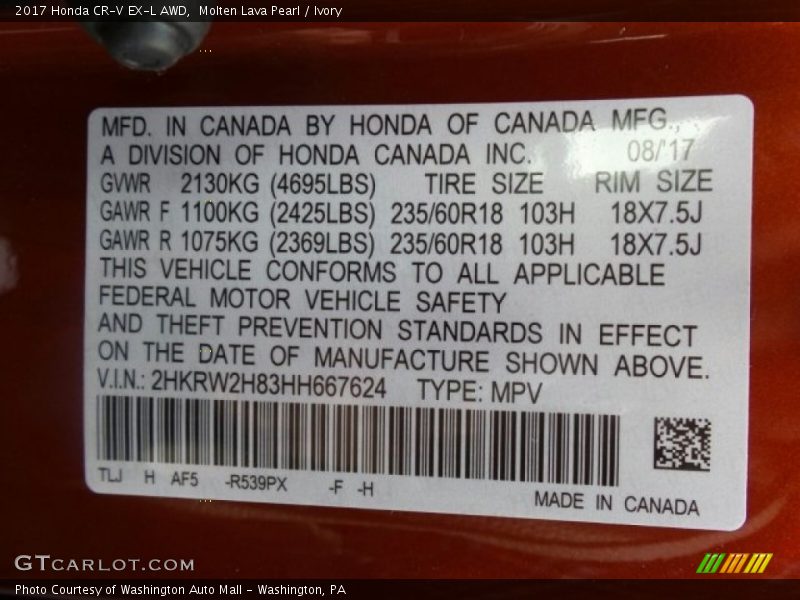 2017 Honda CR-V EX-L AWD,  Molten Lava Pearl / Ivory
MFD. IN CANADA BY HONDA OF CANADA MFG.,
A DIVISION OF HONDA CANADA INC. 08/'17
GVWR 2130KG (4695LBS) TIRE SIZE RIM SIZE
GAWR F 1100KG (2425LBS) 235/60R18 103H 18X7.5J
GAWR R 1075KG (2369LBS) 235/60R18 103H 18X7.5J
THIS VEHICLE CONFORMS TO ALL APPLICABLE
FEDERAL MOTOR VEHICLE SAFETY
AND THEFT PREVENTION STANDARDS IN EFFECT
ON THE DATE OF MANUFACTURE SHOWN ABOVE.
V.I.N.: 2HKRW2H83HH667624 TYPE: MPV
TLJ H AF5 -R539PX -F -H
MADE IN CANADA
GTCARLOT.COM
Photo Courtesy of Washington Auto Mall - Washington, PA